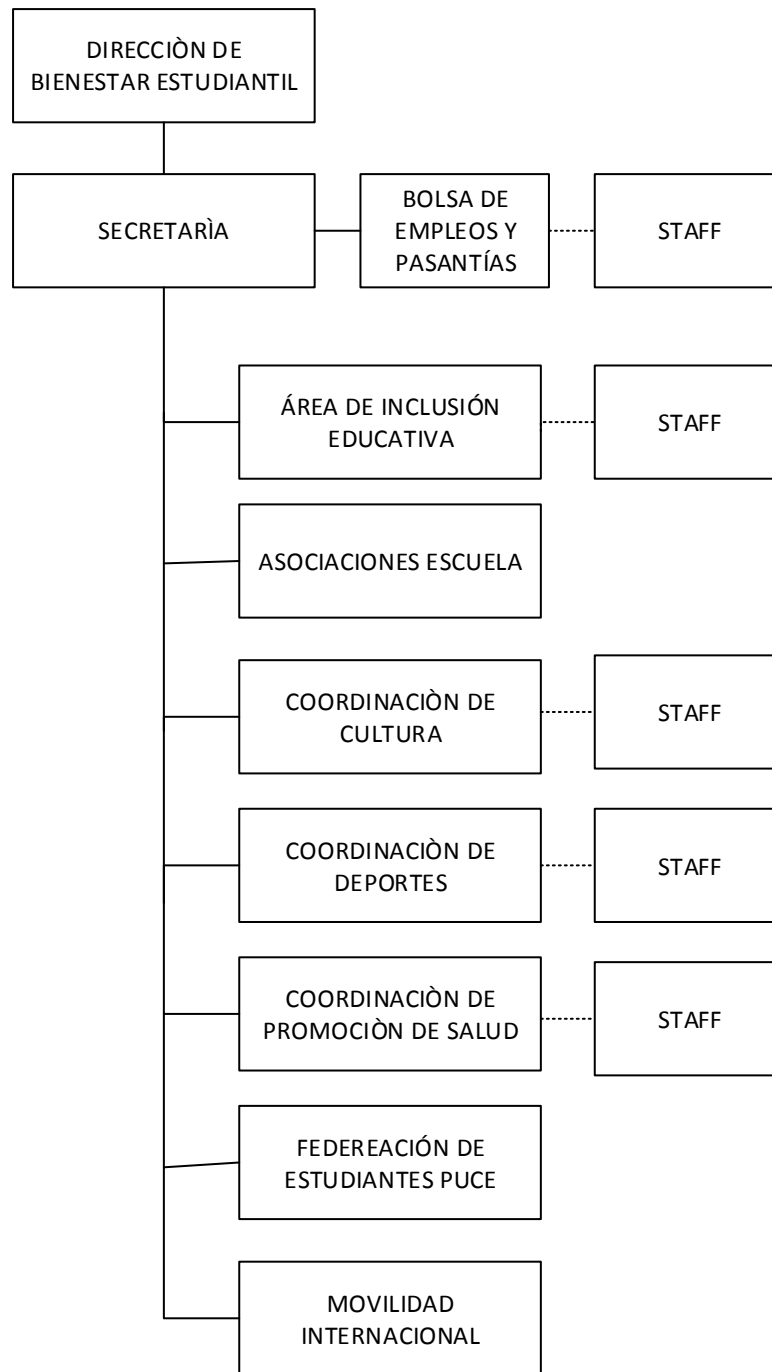 DIRECCIÒN DE
BIENESTAR ESTUDIANTIL
SECRETARÌA
BOLSA DE
EMPLEOS Y
PASANTÍAS
STAFF
ÁREA DE INCLUSIÓN
EDUCATIVA
STAFF
ASOCIACIONES ESCUELA
COORDINACIÒN DE
CULTURA
STAFF
COORDINACIÒN DE
DEPORTES
STAFF
COORDINACIÒN DE
PROMOCIÒN DE SALUD
STAFF
FEDEREACIÓN DE
ESTUDIANTES PUCE
MOVILIDAD
INTERNACIONAL